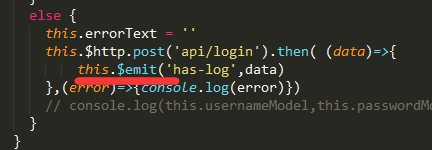 else {
this.errorText = ''
this.$http.post('api/login').then( (data)=>{
this.$emit('has-log',data)
},(error)=>{console.log(error)})
// console.log(this.usernameModel,this.passwordMo
}
}